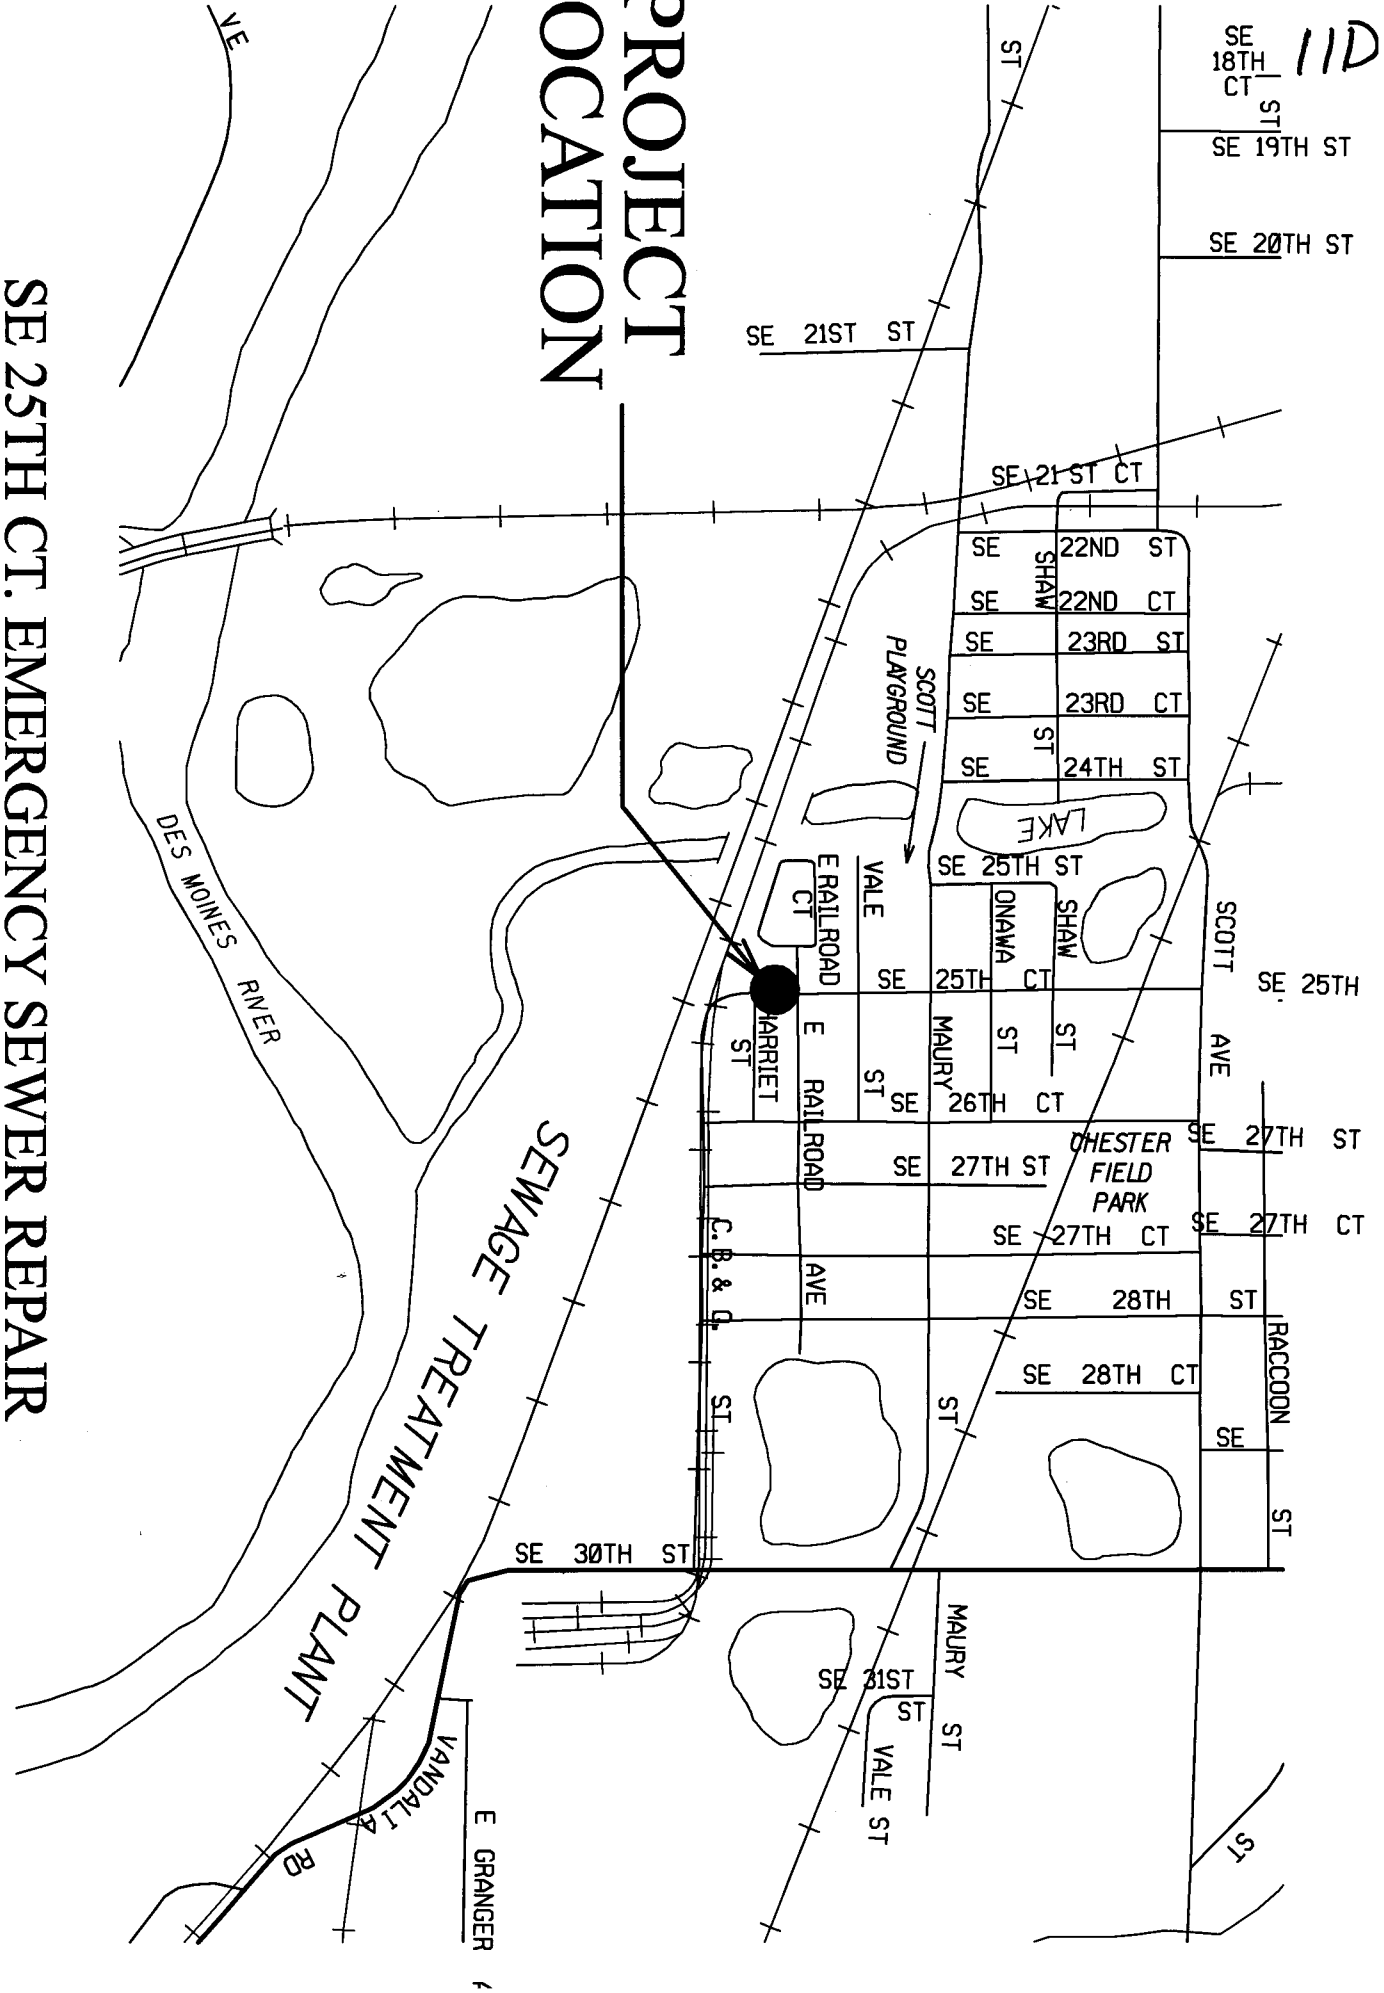 11D
SE
18TH
CT
ST
SE 19TH ST
SE 20TH ST
VE
ST
PROJECT
OCATION
SE 21ST ST
SE 21 ST CT
SE 22ND ST
SHAW
SE 22ND CT
SE 23RD ST
SE 23RD CT
ST
SE 24TH ST
SCOTT
PLAYGROUND
LAKE
SE 25TH ST
E RAILROAD
CT
VALE
ONAWA
SHAW
SCOTT
SE 25TH CT
SE 25TH
ARRIET
ST
E RAILROAD
ST
MAURY
ST
ST
AVE
SE 26TH CT
CHESTER
FIELD
PARK
SE 27TH ST
SE 27TH ST
SE 27TH CT
SE 27TH CT
C. B. & Q.
AVE
SE 28TH ST
SE 28TH CT
RACCOON
SE
ST
ST
ST
DES MOINES RIVER
SEWAGE TREATMENT PLANT
SE 30TH ST
MAURY ST
SE 31ST
ST
VALE ST
VANDALIA
RD
E GRANGER
ST
SE 25TH CT. EMERGENCY SEWER REPAIR